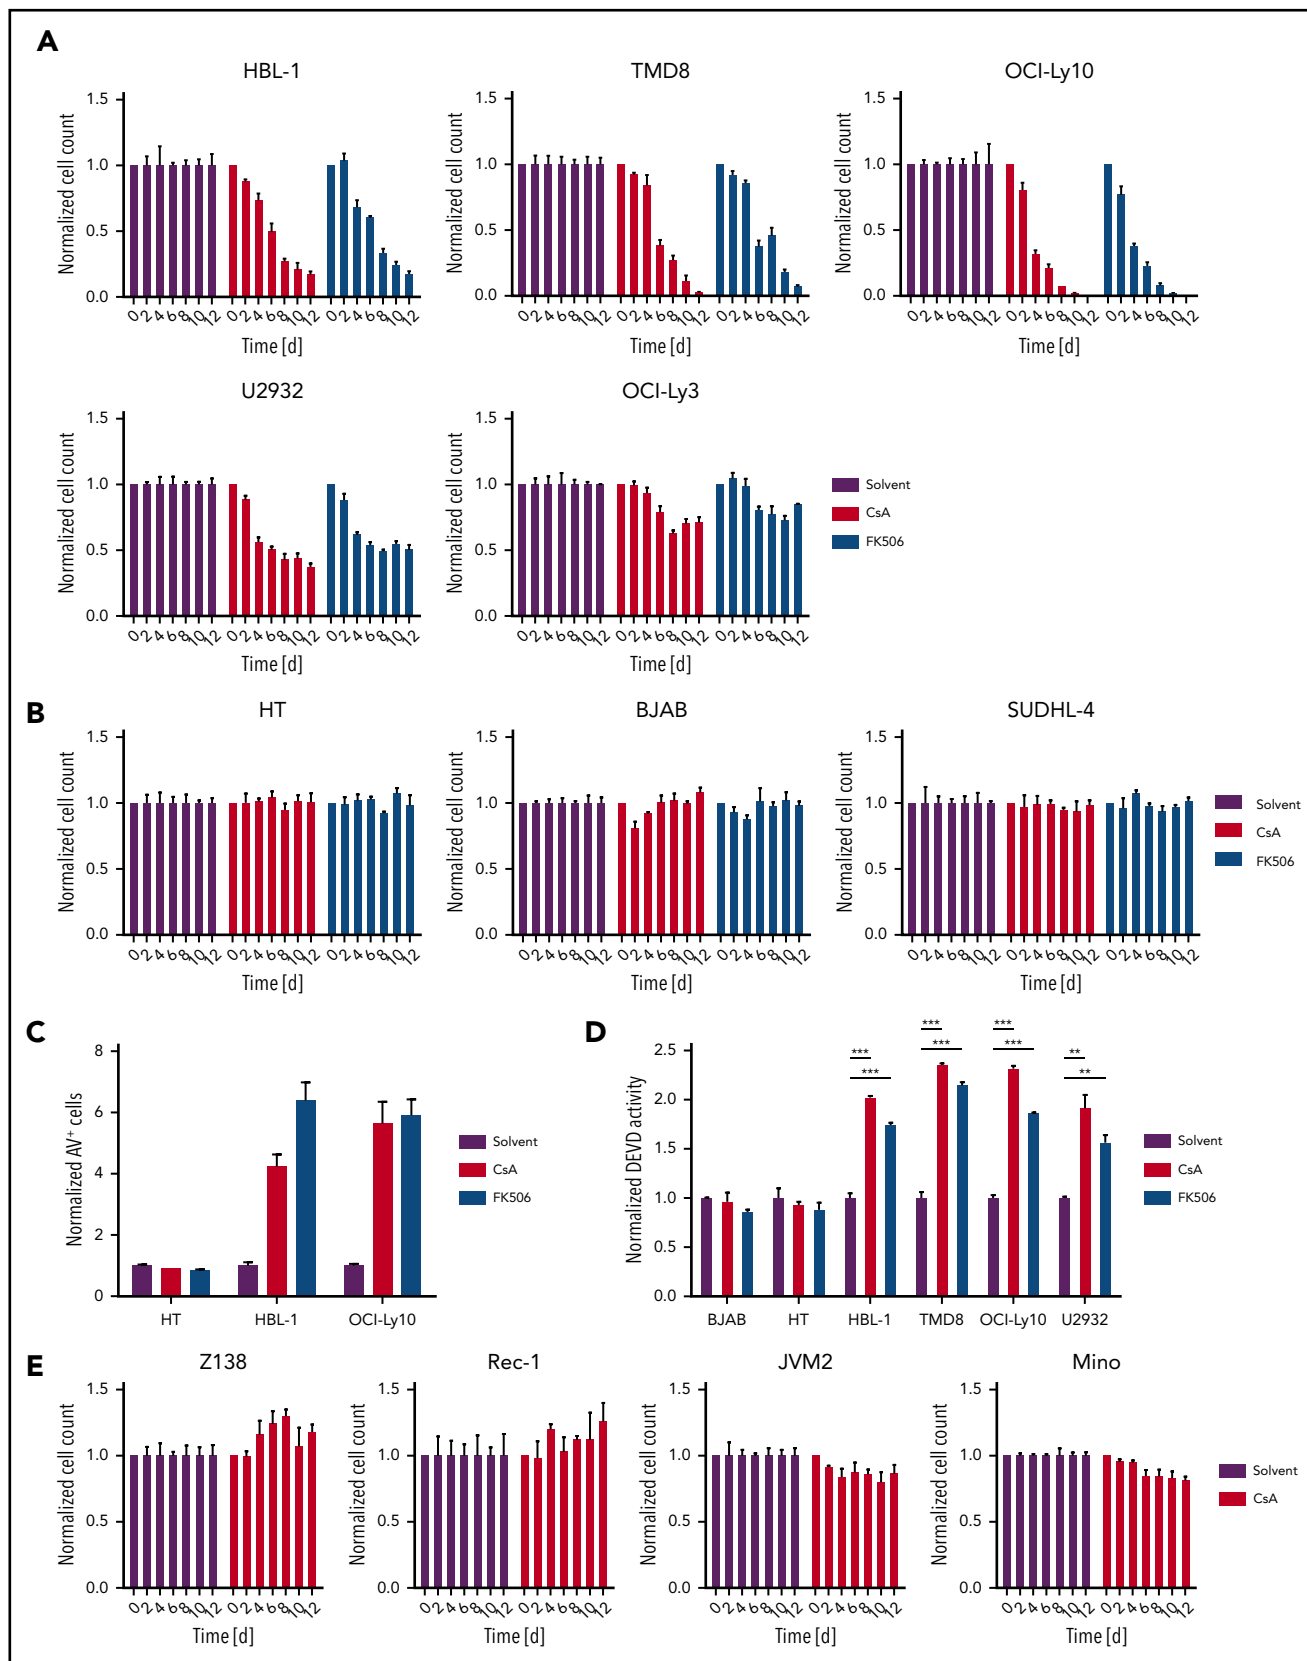 A
HBL-1
TMD8
OCI-Ly10
Normalized cell count
1.5
1.0
0.5
0.0
0 2 4 6 8 10 12 0 2 4 6 8 10 12 0 2 4 6 8 10 12
Time [d]
Normalized cell count
1.5
1.0
0.5
0.0
0 2 4 6 8 10 12 0 2 4 6 8 10 12 0 2 4 6 8 10 12
Time [d]
Normalized cell count
1.5
1.0
0.5
0.0
0 2 4 6 8 10 12 0 2 4 6 8 10 12 0 2 4 6 8 10 12
Time [d]
U2932
OCI-Ly3
Normalized cell count
1.5
1.0
0.5
0.0
0 2 4 6 8 10 12 0 2 4 6 8 10 12 0 2 4 6 8 10 12
Time [d]
Normalized cell count
1.5
1.0
0.5
0.0
0 2 4 6 8 10 12 0 2 4 6 8 10 12 0 2 4 6 8 10 12
Time [d]
Solvent
CsA
FK506
B
HT
BJAB
SUDHL-4
Normalized cell count
1.5
1.0
0.5
0.0
0 2 4 6 8 10 12 0 2 4 6 8 10 12 0 2 4 6 8 10 12
Time [d]
Normalized cell count
1.5
1.0
0.5
0.0
0 2 4 6 8 10 12 0 2 4 6 8 10 12 0 2 4 6 8 10 12
Time [d]
Normalized cell count
1.5
1.0
0.5
0.0
0 2 4 6 8 10 12 0 2 4 6 8 10 12 0 2 4 6 8 10 12
Time [d]
Solvent
CsA
FK506
C
Normalized AV+ cells
8
6
4
2
0
HT HBL-1 OCI-Ly10
Solvent
CsA
FK506
D
Normalized DEVD activity
2.5
2.0
1.5
1.0
0.5
0.0
*** *** *** *** *** *** ** **
BJAB HT HBL-1 TMD8 OCI-Ly10 U2932
Solvent
CsA
FK506
E
Z138
Rec-1
JVM2
Mino
Normalized cell count
1.5
1.0
0.5
0.0
0 2 4 6 8 10 12 0 2 4 6 8 10 12
Time [d]
Normalized cell count
1.5
1.0
0.5
0.0
0 2 4 6 8 10 12 0 2 4 6 8 10 12
Time [d]
Normalized cell count
1.5
1.0
0.5
0.0
0 2 4 6 8 10 12 0 2 4 6 8 10 12
Time [d]
Normalized cell count
1.5
1.0
0.5
0.0
0 2 4 6 8 10 12 0 2 4 6 8 10 12
Time [d]
Solvent
CsA